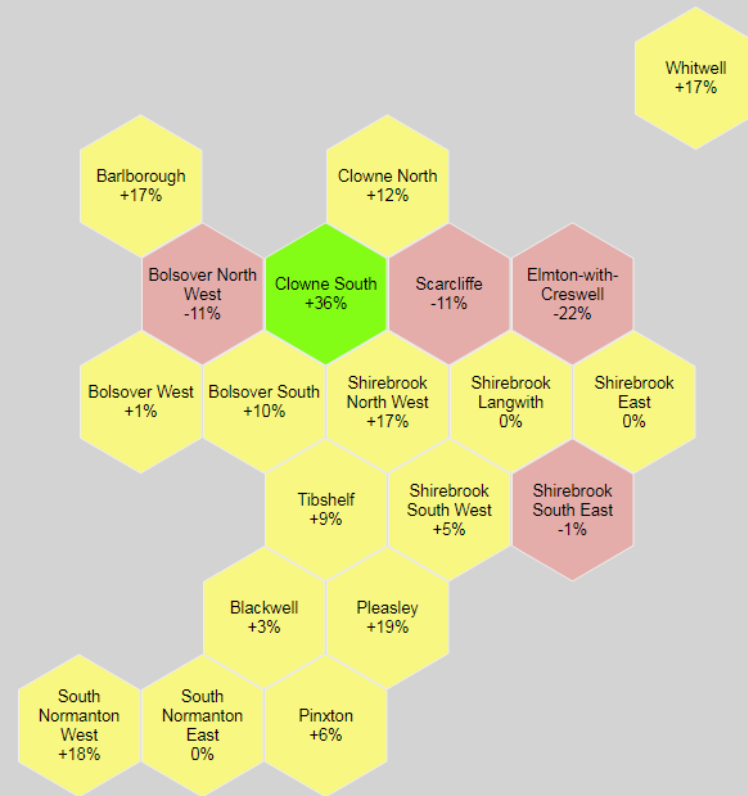 Whitwell
+17%
Barlborough
+17%
Clowne North
+12%
Bolsover North
West
-11%
Clowne South
+36%
Scarcliffe
-11%
Elmton-with-
Creswell
-22%
Bolsover West
+1%
Bolsover South
+10%
Shirebrook
North West
+17%
Shirebrook
Langwith
0%
Shirebrook
East
0%
Tibshelf
+9%
Shirebrook
South West
+5%
Shirebrook
South East
-1%
Blackwell
+3%
Pleasley
+19%
South
Normanton
West
+18%
South
Normanton
East
0%
Pinxton
+6%